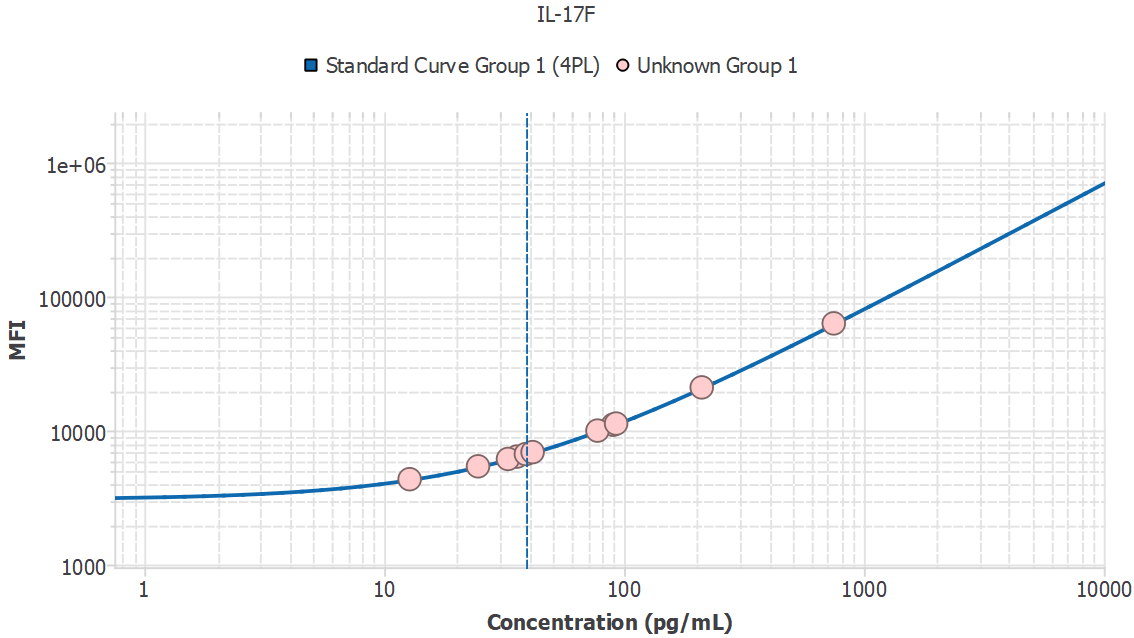 IL-17F
Standard Curve Group 1 (4PL) Unknown Group 1
1e+06
100000
10000
1000
MFI
1 10 100 1000 10000
Concentration (pg/mL)